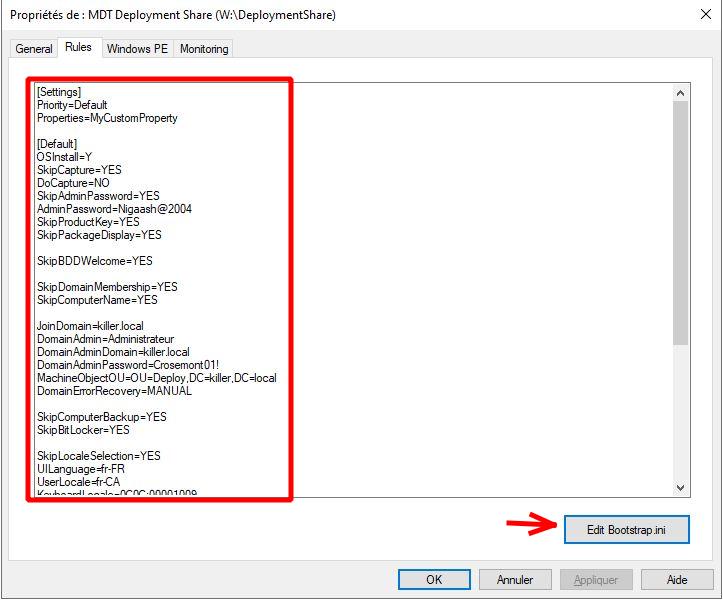 Propriétés de : MDT Deployment Share (W:\DeploymentShare)
General Rules Windows PE Monitoring
[Settings]
Priority=Default
Properties=MyCustomProperty
[Default]
OSInstall=Y
SkipCapture=YES
DoCapture=NO
SkipAdminPassword=YES
AdminPassword=Nigaash@2004
SkipProductKey=YES
SkipPackageDisplay=YES
SkipBDDWelcome=YES
SkipDomainMembership=YES
SkipComputerName=YES
JoinDomain=killer.local
DomainAdmin=Administrateur
DomainAdminDomain=killer.local
DomainAdminPassword=Crosemont01!
MachineObjectOU=OU=Deploy,DC=killer,DC=local
DomainErrorRecovery=MANUAL
SkipComputerBackup=YES
SkipBitLocker=YES
SkipLocaleSelection=YES
UILanguage=fr-FR
UserLocale=fr-CA
KeyboardLocale=0C0C:00001009
Edit Bootstrap.ini
OK Annuler Appliquer Aide